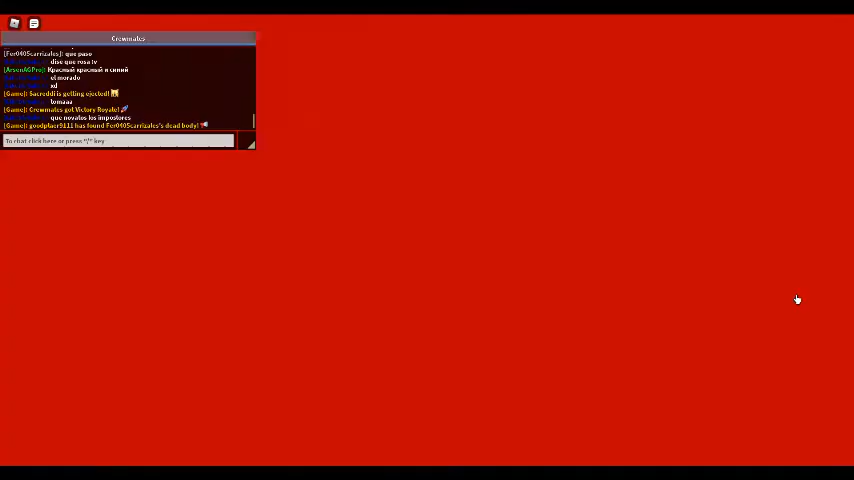 Crewmates
[Fer0405carrizales]: que paso
dise que rosa tv
[ArsenAGPro]: Красный красный и синий
el morado
xd
[Game]: Sacreddi is getting ejected!
tomaaa
[Game]: Crewmates got Victory Royale!
que novatos los impostores
[Game]: goodplaer9111 has found Fer0405carrizales's dead body!
To chat click here or press "/" key